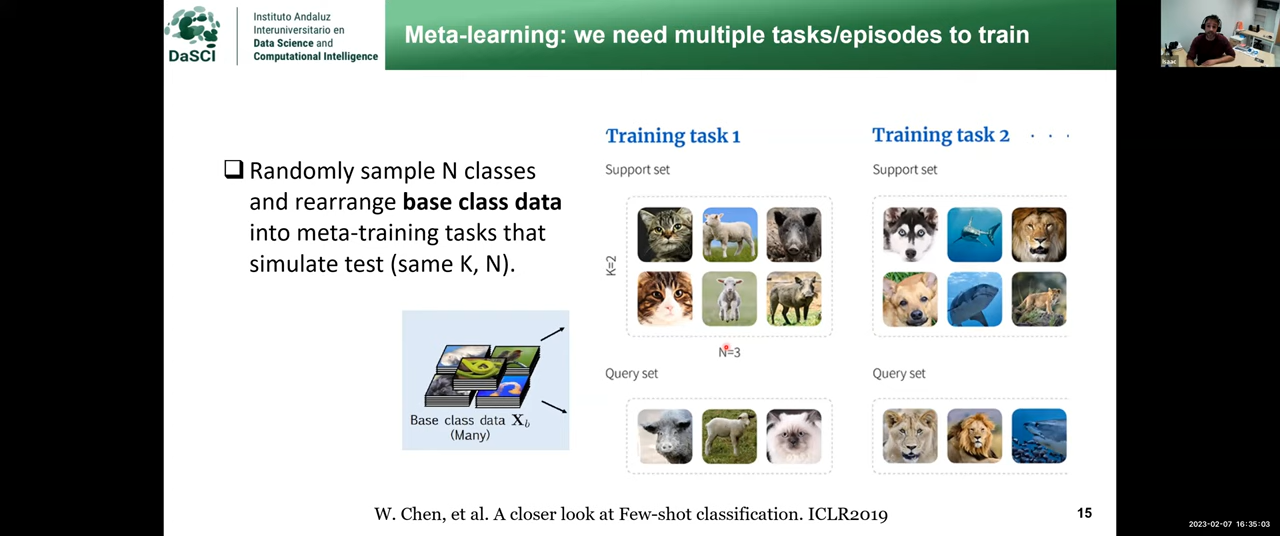 DaSCI
Instituto Andaluz
Interuniversitario en
Data Science and
Computational Intelligence
Meta-learning: we need multiple tasks/episodes to train
Isaac
❑ Randomly sample N classes
and rearrange base class data
into meta-training tasks that
simulate test (same K, N).
Base class data X_b
(Many)
Training task 1
Support set
K=2
N=3
Query set
Training task 2 · · ·
Support set
Query set
W. Chen, et al. A closer look at Few-shot classification. ICLR2019
15
2023-02-07 16:35:03